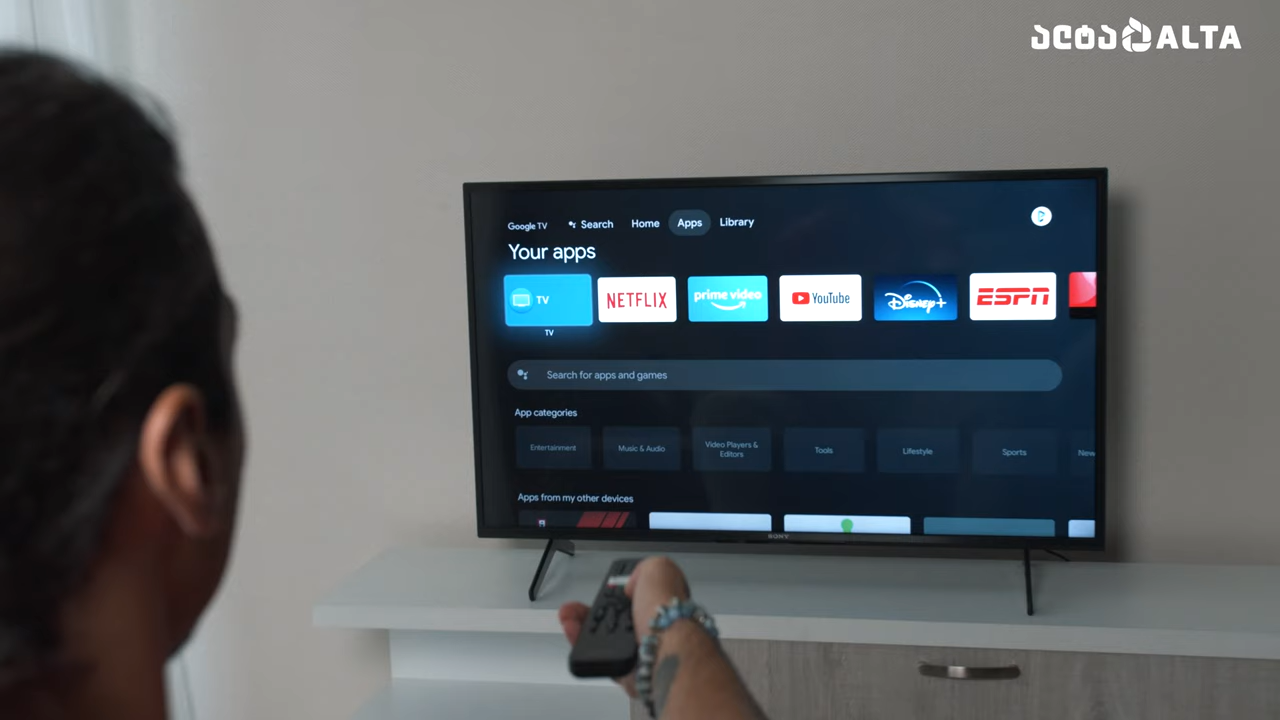 ალტა ALTA
Google TV Search Home Apps Library
Your apps
TV NETFLIX prime video YouTube Disney+ ESPN
TV
Search for apps and games
App categories
Entertainment Music & Audio Video Players & Editors Tools Lifestyle Sports
Apps from my other devices
SONY